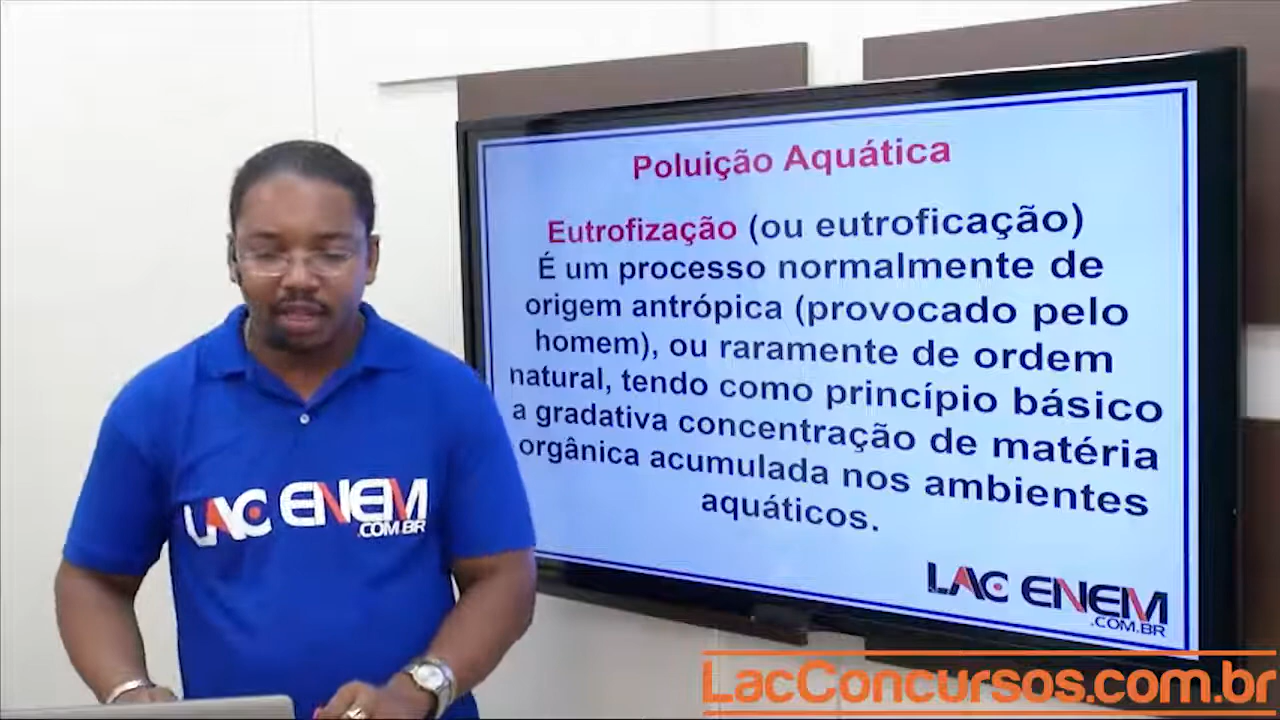 Poluição Aquática
Eutrofização (ou eutroficação)
É um processo normalmente de
origem antrópica (provocado pelo
homem), ou raramente de ordem
natural, tendo como princípio básico
a gradativa concentração de matéria
orgânica acumulada nos ambientes
aquáticos.
LAC ENEM
.COM.BR
LAC ENEM
.COM.BR
LacConcursos.com.br